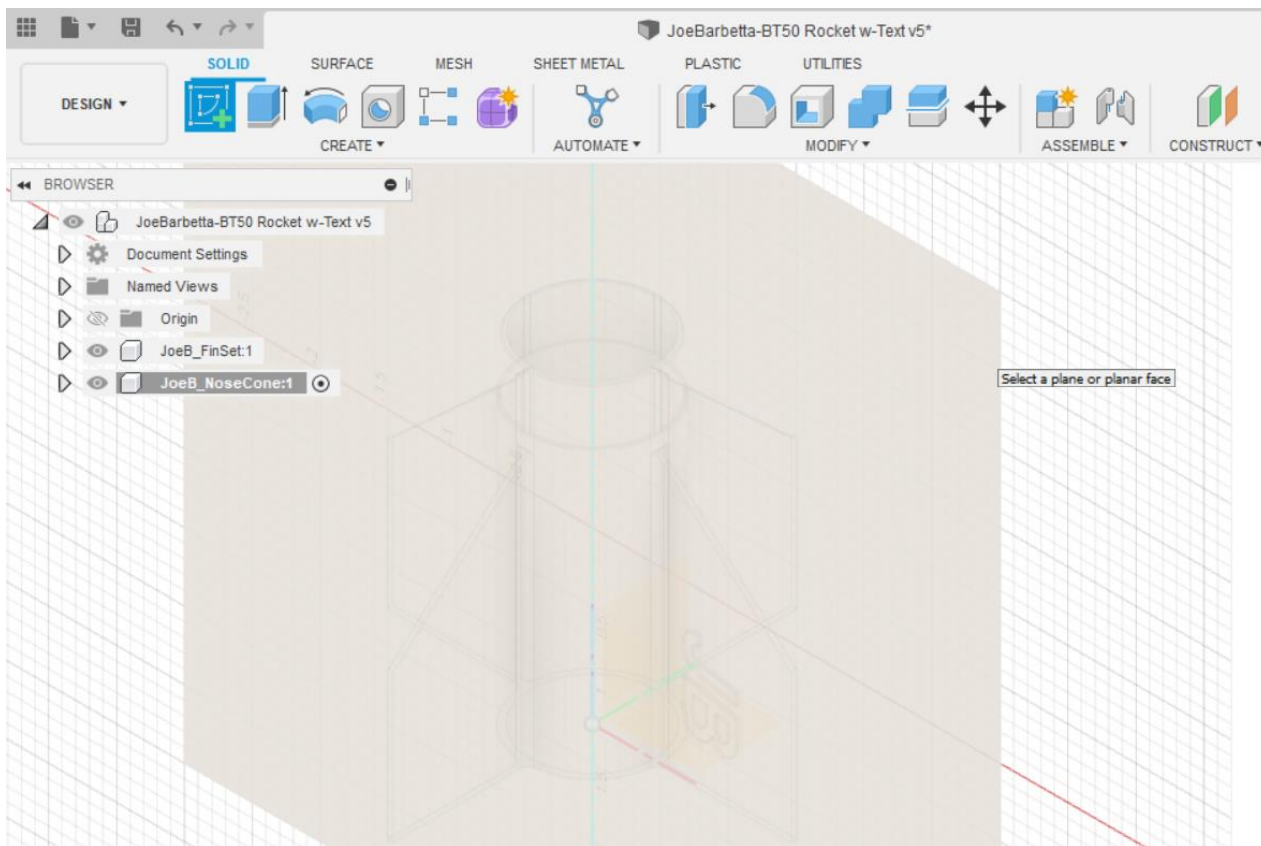 JoeBarbetta-BT50 Rocket w-Text v5*
SOLID SURFACE MESH SHEET METAL PLASTIC UTILITIES
DESIGN ▾
CREATE ▾ AUTOMATE ▾ MODIFY ▾ ASSEMBLE ▾ CONSTRUCT ▾
BROWSER
JoeBarbetta-BT50 Rocket w-Text v5
Document Settings
Named Views
Origin
JoeB_FinSet:1
JoeB_NoseCone:1
Select a plane or planar face